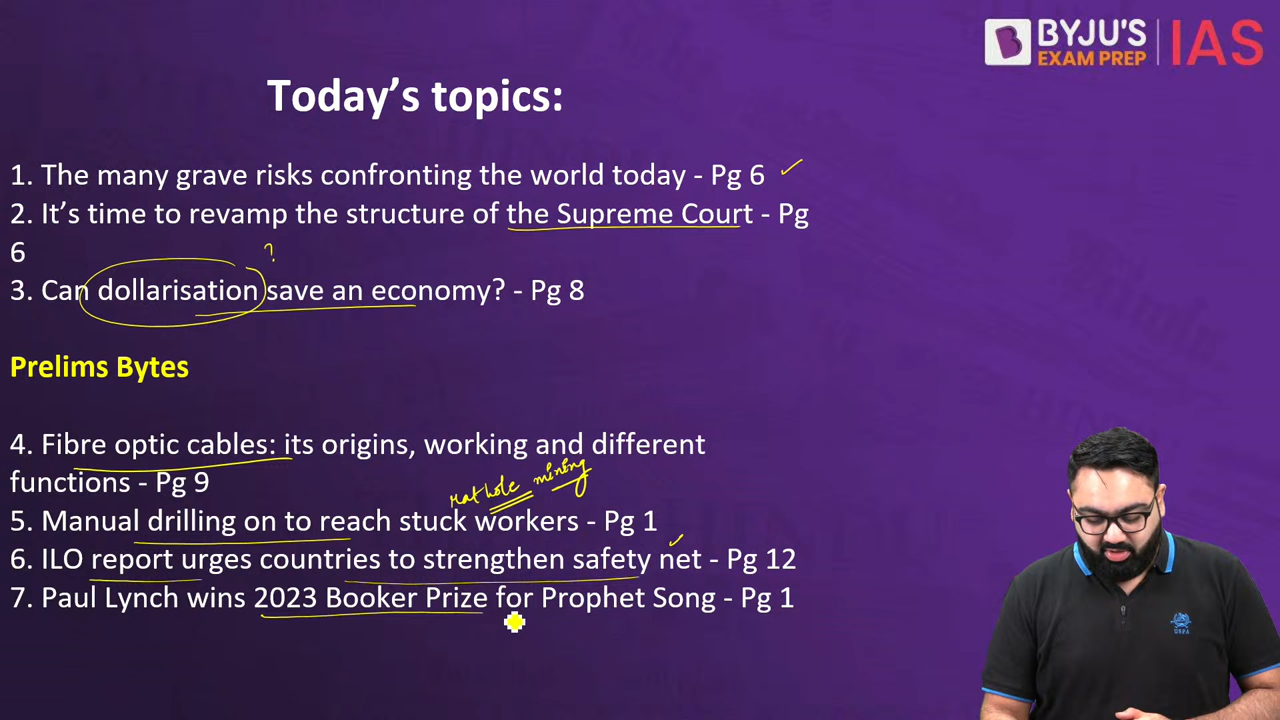 BYJU'S
EXAM PREP
IAS
Today's topics:
1. The many grave risks confronting the world today - Pg 6
2. It's time to revamp the structure of the Supreme Court - Pg
6
?
3. Can dollarisation save an economy? - Pg 8
Prelims Bytes
4. Fibre optic cables: its origins, working and different
functions - Pg 9
rat hole mining
5. Manual drilling on to reach stuck workers - Pg 1
6. ILO report urges countries to strengthen safety net - Pg 12
7. Paul Lynch wins 2023 Booker Prize for Prophet Song - Pg 1